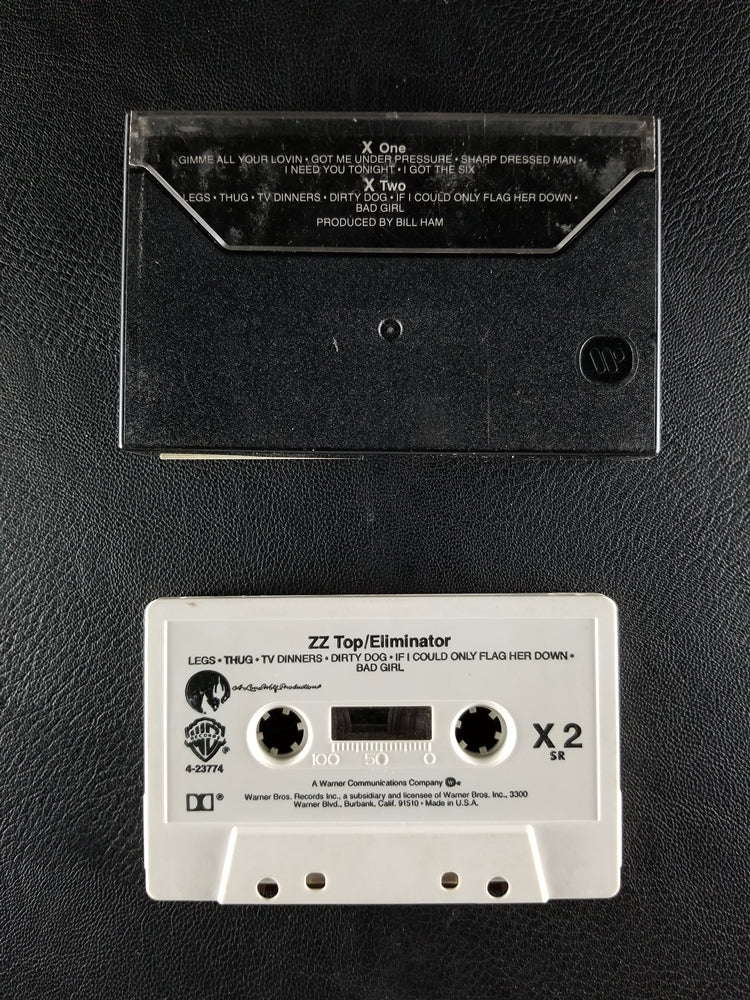 X One
GIMME ALL YOUR LOVIN • GOT ME UNDER PRESSURE • SHARP DRESSED MAN •
I NEED YOU TONIGHT • I GOT THE SIX
X Two
LEGS • THUG • TV DINNERS • DIRTY DOG • IF I COULD ONLY FLAG HER DOWN •
BAD GIRL
PRODUCED BY BILL HAM
ZZ Top/Eliminator
LEGS • THUG • TV DINNERS • DIRTY DOG • IF I COULD ONLY FLAG HER DOWN •
BAD GIRL
A Lone Wolf Production
RECORDS ®
4-23774
100 50 0
X 2
SR
A Warner Communications Company
Warner Bros. Records Inc., a subsidiary and licensee of Warner Bros. Inc., 3300
Warner Blvd., Burbank, Calif. 91510 • Made in U.S.A.